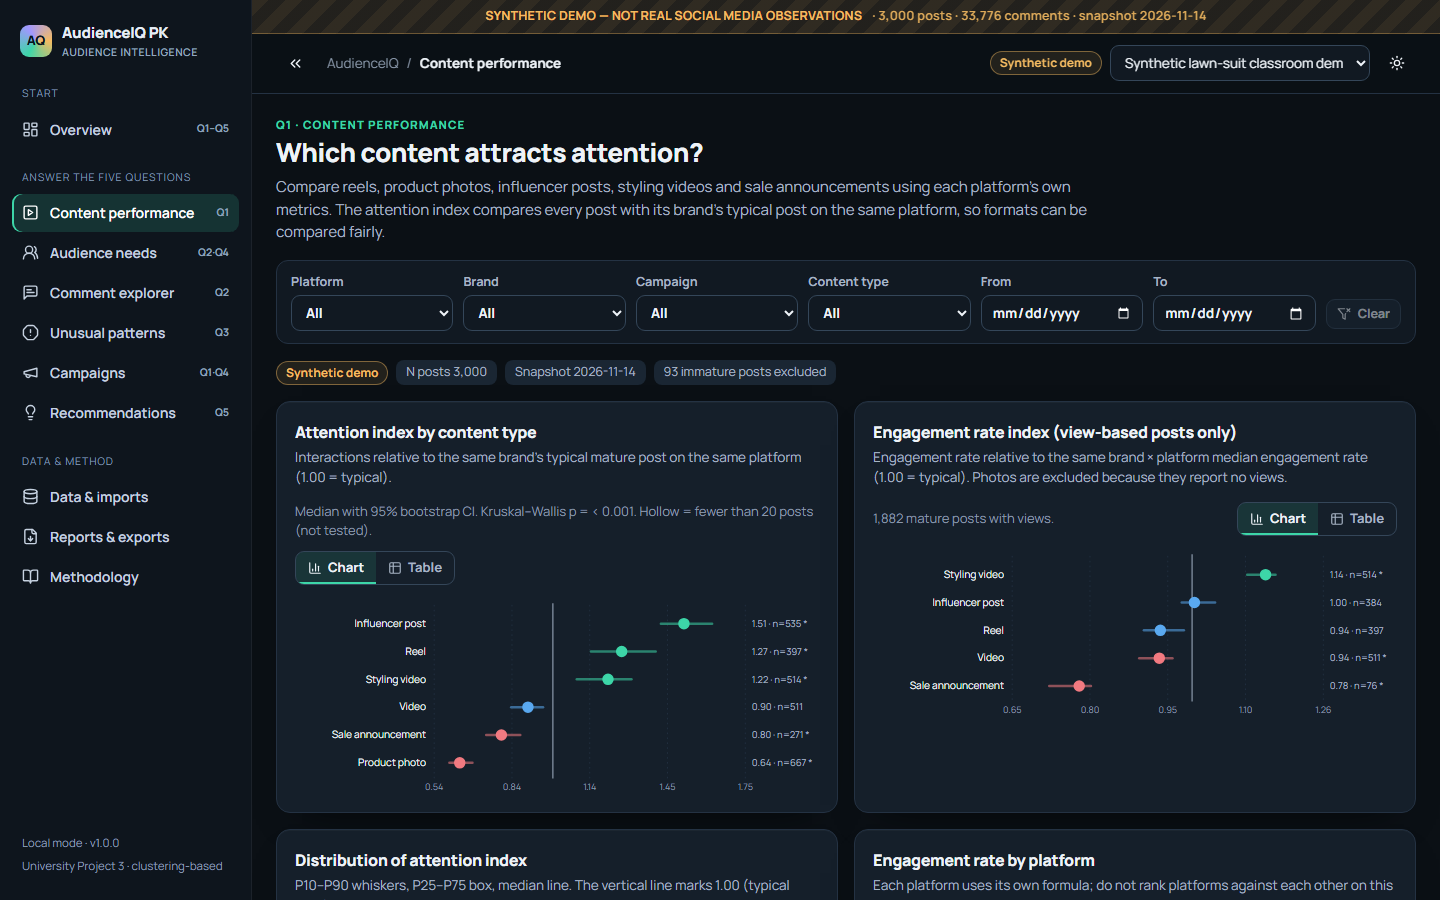 AQ
AudienceIQ PK
AUDIENCE INTELLIGENCE
START
Overview Q1–Q5
ANSWER THE FIVE QUESTIONS
Content performance Q1
Audience needs Q2·Q4
Comment explorer Q2
Unusual patterns Q3
Campaigns Q1·Q4
Recommendations Q5
DATA & METHOD
Data & imports
Reports & exports
Methodology
Local mode · v1.0.0
University Project 3 · clustering-based
SYNTHETIC DEMO — NOT REAL SOCIAL MEDIA OBSERVATIONS · 3,000 posts · 33,776 comments · snapshot 2026-11-14
« AudienceIQ / Content performance
Synthetic demo
Synthetic lawn-suit classroom dem
Q1 · CONTENT PERFORMANCE
Which content attracts attention?
Compare reels, product photos, influencer posts, styling videos and sale announcements using each platform's own
metrics. The attention index compares every post with its brand's typical post on the same platform, so formats can be
compared fairly.
Platform Brand Campaign Content type From To
All All All All mm/dd/yyyy mm/dd/yyyy Clear
Synthetic demo N posts 3,000 Snapshot 2026-11-14 93 immature posts excluded
Attention index by content type
Interactions relative to the same brand's typical mature post on the same platform
(1.00 = typical).
Median with 95% bootstrap CI. Kruskal–Wallis p = < 0.001. Hollow = fewer than 20 posts
(not tested).
Chart Table
Influencer post 1.51 · n=535 *
Reel 1.27 · n=397 *
Styling video 1.22 · n=514 *
Video 0.90 · n=511
Sale announcement 0.80 · n=271 *
Product photo 0.64 · n=667 *
0.54 0.84 1.14 1.45 1.75
Engagement rate index (view-based posts only)
Engagement rate relative to the same brand × platform median engagement rate
(1.00 = typical). Photos are excluded because they report no views.
1,882 mature posts with views.
Chart Table
Styling video 1.14 · n=514 *
Influencer post 1.00 · n=384
Reel 0.94 · n=397
Video 0.94 · n=511 *
Sale announcement 0.78 · n=76 *
0.65 0.80 0.95 1.10 1.26
Distribution of attention index
P10–P90 whiskers, P25–P75 box, median line. The vertical line marks 1.00 (typical
Engagement rate by platform
Each platform uses its own formula; do not rank platforms against each other on this